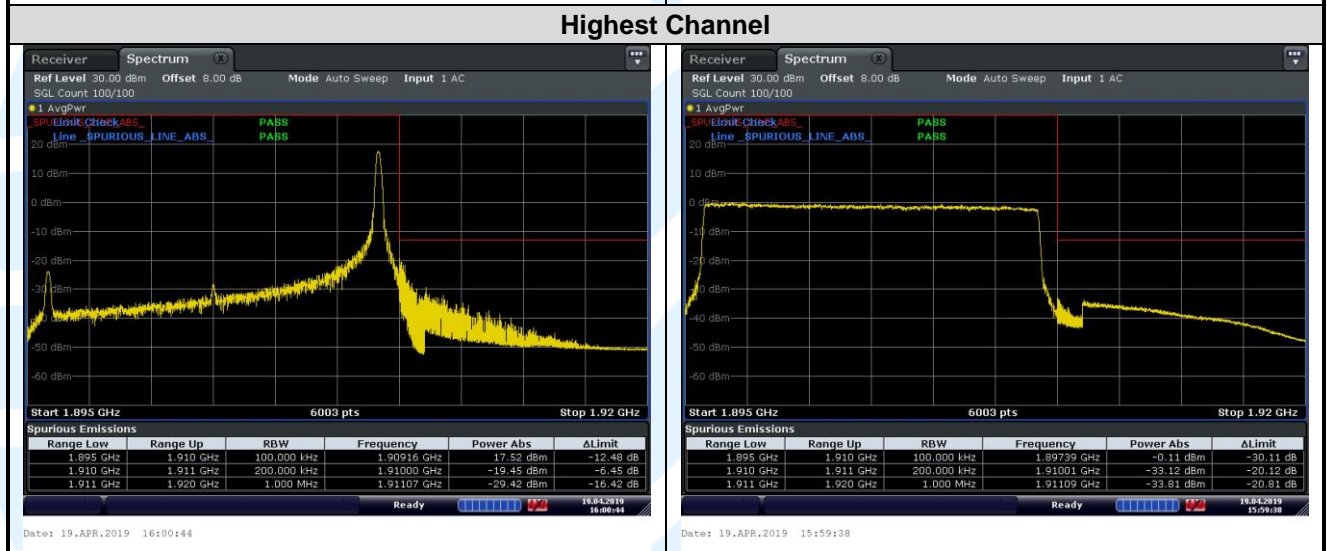 Highest Channel
Receiver Spectrum
Ref Level 30.00 dBm Offset 8.00 dB Mode Auto Sweep Input 1 AC
SGL Count 100/100
1 AvgPwr
Limit Check PASS
Line _SPURIOUS_LINE_ABS_ PASS
20 dBm
10 dBm
0 dBm
-10 dBm
-20 dBm
-30 dBm
-40 dBm
-50 dBm
-60 dBm
Start 1.895 GHz 6003 pts Stop 1.92 GHz
Spurious Emissions
Range Low Range Up RBW Frequency Power Abs ΔLimit
1.895 GHz 1.910 GHz 100.000 kHz 1.90916 GHz 17.52 dBm -12.48 dB
1.910 GHz 1.911 GHz 200.000 kHz 1.91000 GHz -19.45 dBm -6.45 dB
1.911 GHz 1.920 GHz 1.000 MHz 1.91107 GHz -29.42 dBm -16.42 dB
Ready 19.04.2019
16:00:44
Date: 19.APR.2019 16:00:44
Receiver Spectrum
Ref Level 30.00 dBm Offset 8.00 dB Mode Auto Sweep Input 1 AC
SGL Count 100/100
1 AvgPwr
Limit Check PASS
Line _SPURIOUS_LINE_ABS_ PASS
20 dBm
10 dBm
0 dBm
-10 dBm
-20 dBm
-30 dBm
-40 dBm
-50 dBm
-60 dBm
Start 1.895 GHz 6003 pts Stop 1.92 GHz
Spurious Emissions
Range Low Range Up RBW Frequency Power Abs ΔLimit
1.895 GHz 1.910 GHz 100.000 kHz 1.89739 GHz -0.11 dBm -30.11 dB
1.910 GHz 1.911 GHz 200.000 kHz 1.91001 GHz -33.12 dBm -20.12 dB
1.911 GHz 1.920 GHz 1.000 MHz 1.91109 GHz -33.81 dBm -20.81 dB
Ready 19.04.2019
15:59:38
Date: 19.APR.2019 15:59:38